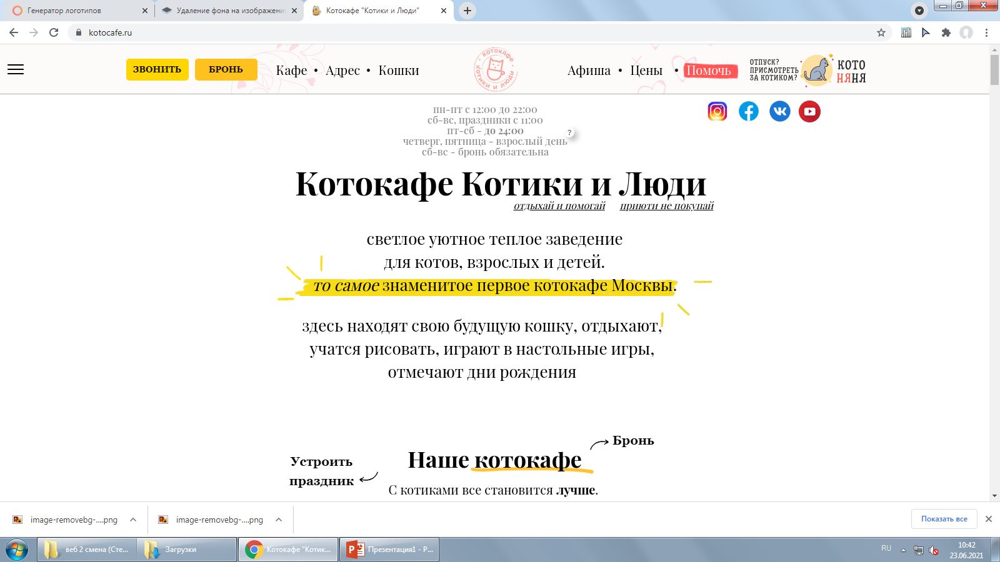 Генератор логотипов
Удаление фона на изображени
Котокафе "Котики и Люди"
kotocafe.ru
ЗВОНИТЬ
БРОНЬ
Кафе • Адрес • Кошки
КОТОКАФЕ • КОТИКИ И ЛЮДИ •
Афиша • Цены • Помочь
ОТПУСК?
ПРИСМОТРЕТЬ
ЗА КОТИКОМ?
КОТО
НЯНЯ
пн-пт с 12:00 до 22:00
сб-вс, праздники с 11:00
пт-сб - до 24:00
?
четверг, пятница - взрослый день
сб-вс - бронь обязательна
Котокафе Котики и Люди
отдыхай и помогай приюти не покупай
светлое уютное теплое заведение
для котов, взрослых и детей.
то самое знаменитое первое котокафе Москвы.
здесь находят свою будущую кошку, отдыхают,
учатся рисовать, играют в настольные игры,
отмечают дни рождения
Бронь
Наше котокафе
Устроить
праздник
С котиками все становится лучше.
image-removebg-....png
image-removebg-....png
Показать все
веб 2 смена (Сте...
Загрузки
Котокафе "Котик...
Презентация1 - P...
RU
10:42
23.06.2021